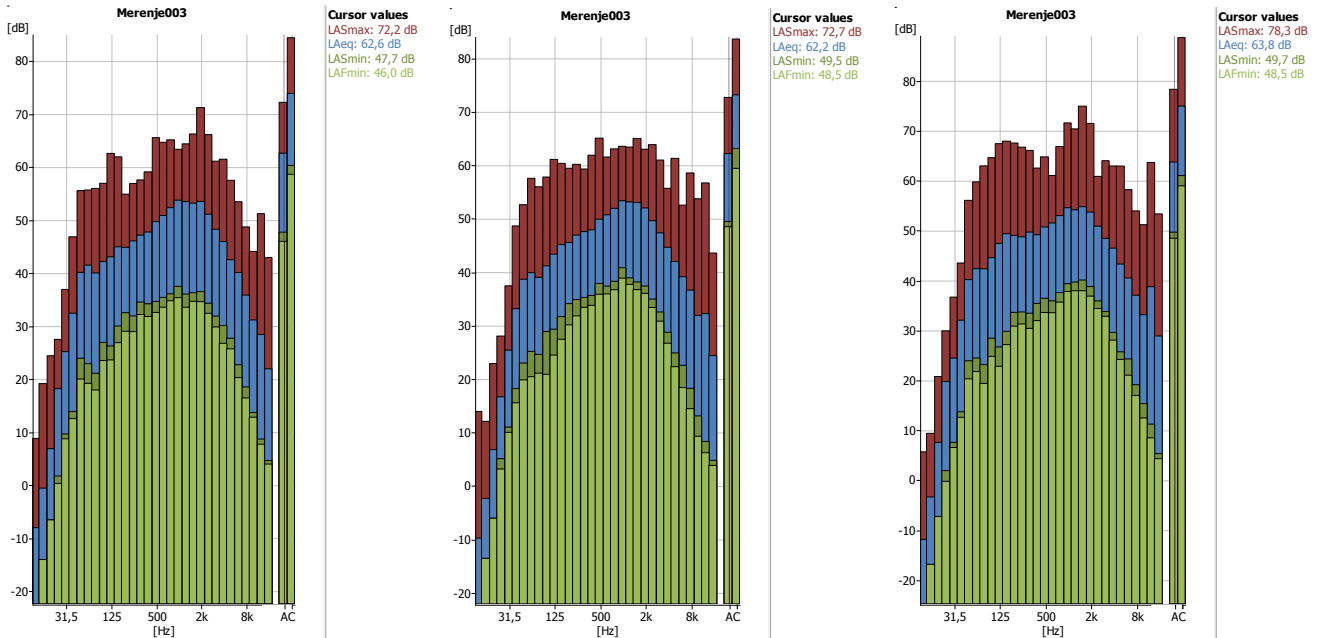 Merenje003
[dB]
80
70
60
50
40
30
20
10
0
-10
-20
31,5 125 500 2k 8k AC
[Hz]
Cursor values
LASmax: 72,2 dB
LAeq: 62,6 dB
LASmin: 47,7 dB
LAFmin: 46,0 dB
Merenje003
[dB]
80
70
60
50
40
30
20
10
0
-10
-20
31,5 125 500 2k 8k AC
[Hz]
Cursor values
LASmax: 72,7 dB
LAeq: 62,2 dB
LASmin: 49,5 dB
LAFmin: 48,5 dB
Merenje003
[dB]
80
70
60
50
40
30
20
10
0
-10
-20
31,5 125 500 2k 8k AC
[Hz]
Cursor values
LASmax: 78,3 dB
LAeq: 63,8 dB
LASmin: 49,7 dB
LAFmin: 48,5 dB